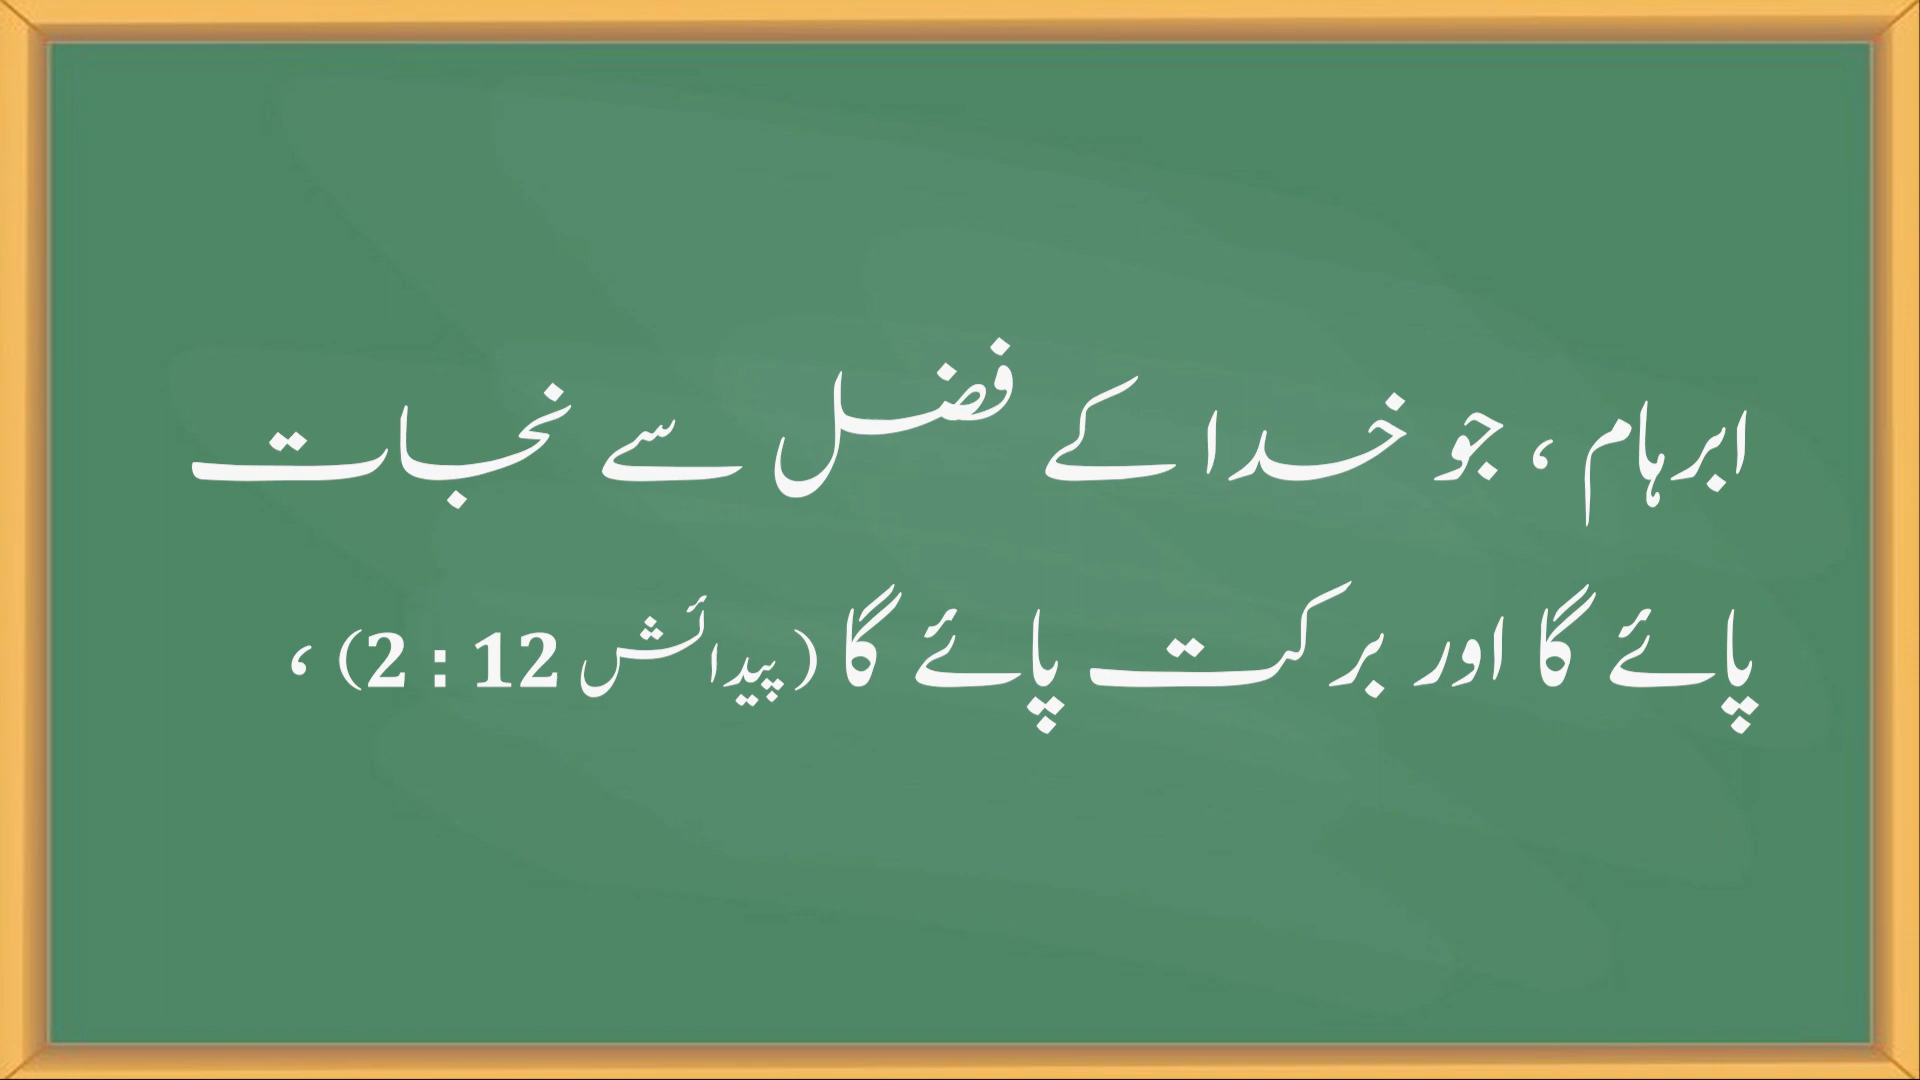 ابرہام ، جو خدا کے فضل سے نجات
پائے گا اور برکت پائے گا (پیدائش 12 : 2) ،